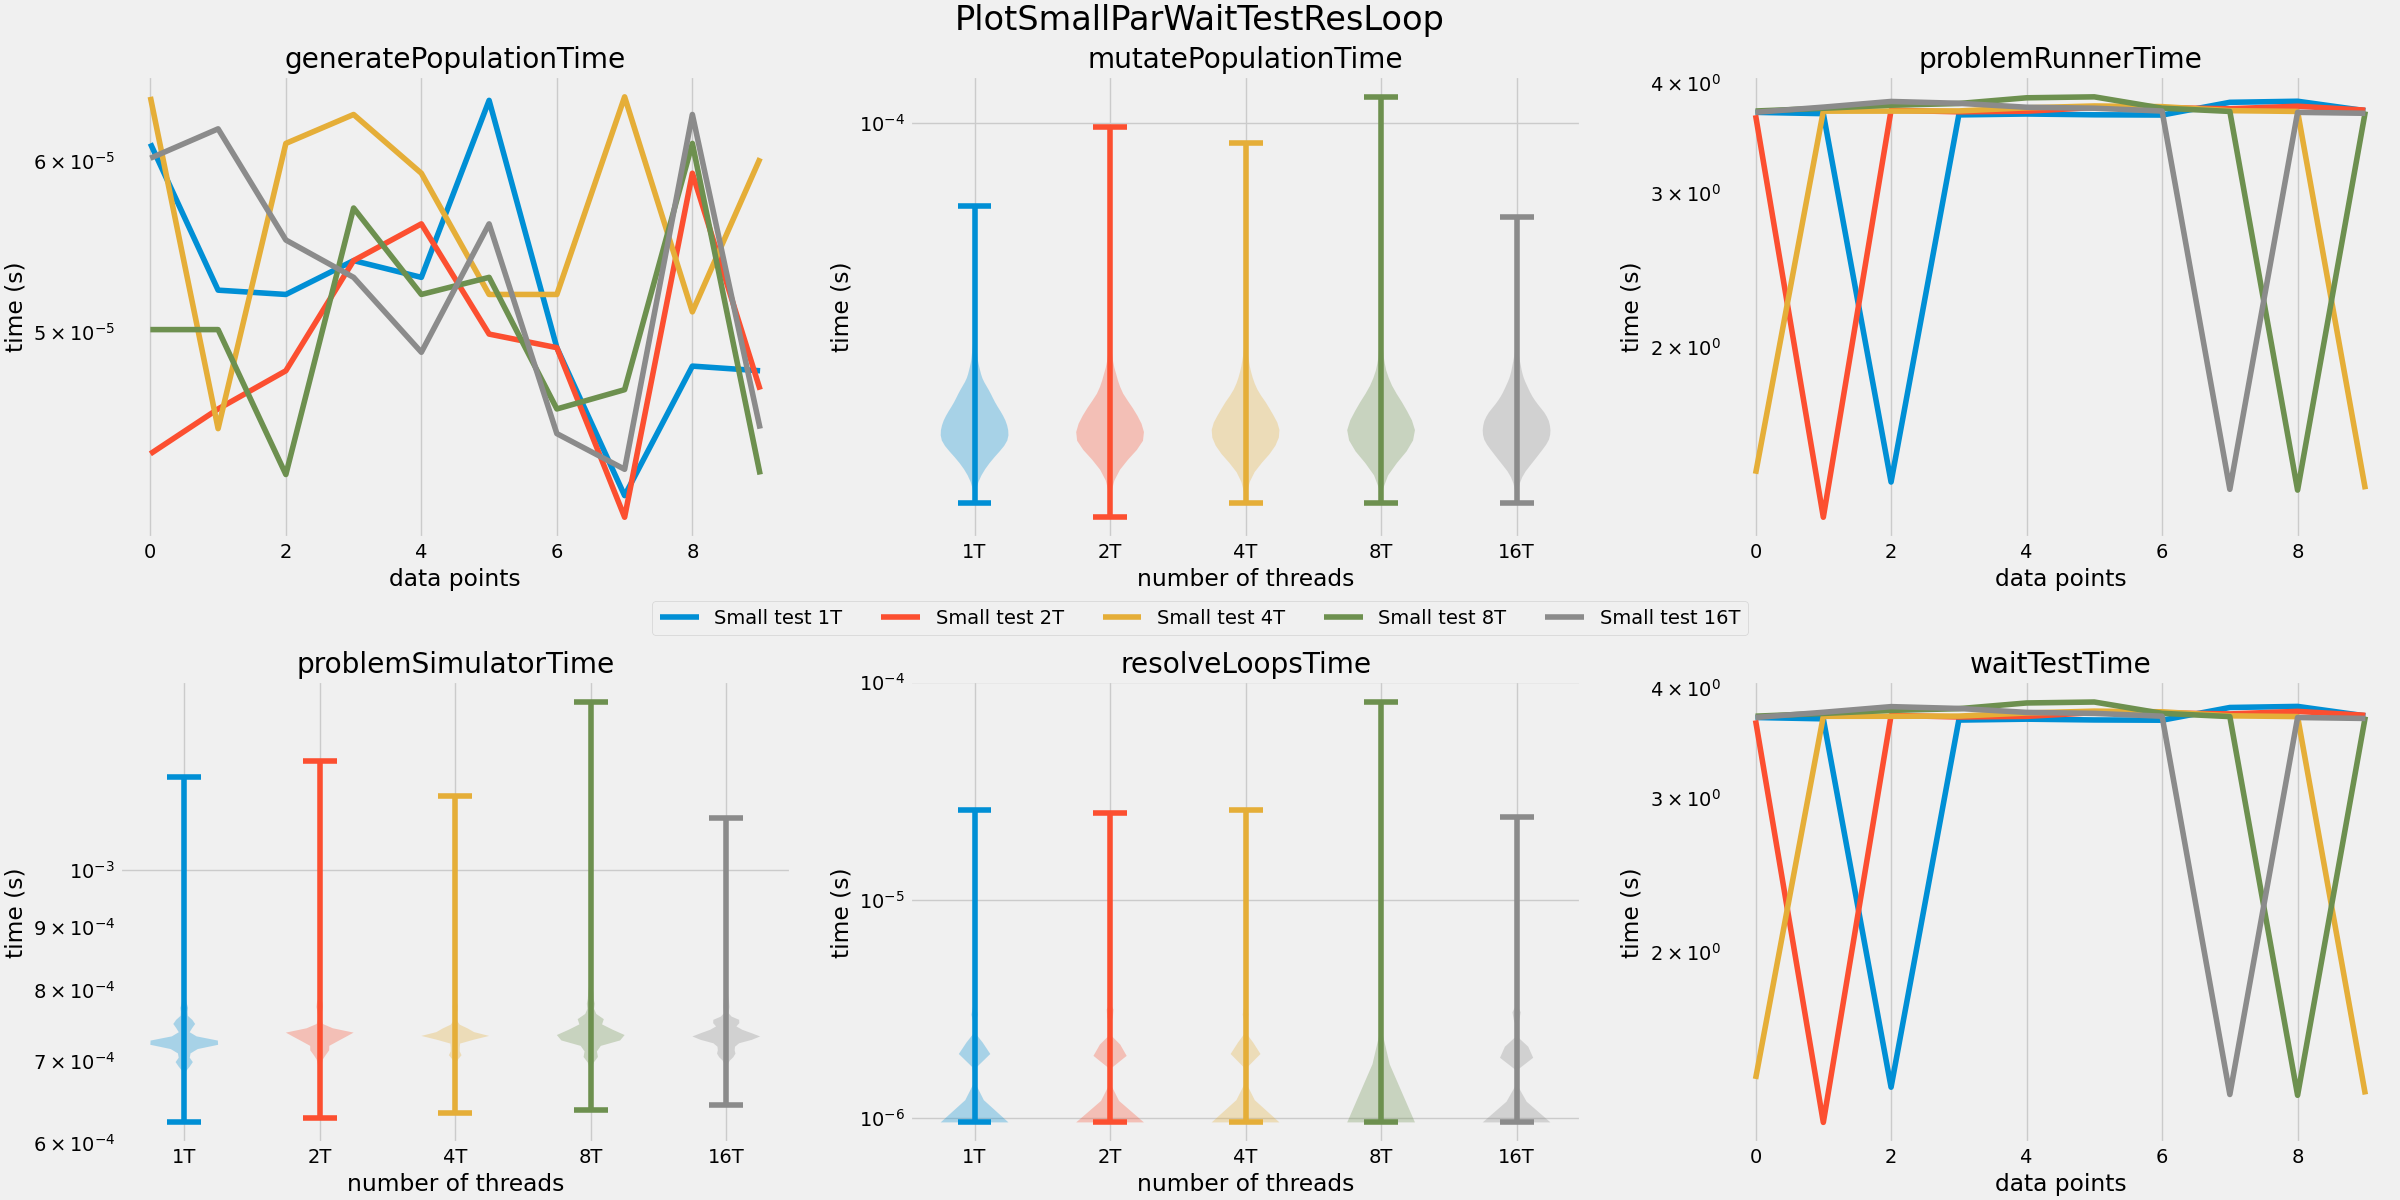 PlotSmallParWaitTestResLoop
generatePopulationTime
time (s)
6 × 10⁻⁵
5 × 10⁻⁵
0 2 4 6 8
data points
mutatePopulationTime
time (s)
10⁻⁴
1T 2T 4T 8T 16T
number of threads
problemRunnerTime
time (s)
4 × 10⁰
3 × 10⁰
2 × 10⁰
0 2 4 6 8
data points
Small test 1T Small test 2T Small test 4T Small test 8T Small test 16T
problemSimulatorTime
time (s)
10⁻³
9 × 10⁻⁴
8 × 10⁻⁴
7 × 10⁻⁴
6 × 10⁻⁴
1T 2T 4T 8T 16T
number of threads
resolveLoopsTime
time (s)
10⁻⁴
10⁻⁵
10⁻⁶
1T 2T 4T 8T 16T
number of threads
waitTestTime
time (s)
4 × 10⁰
3 × 10⁰
2 × 10⁰
0 2 4 6 8
data points